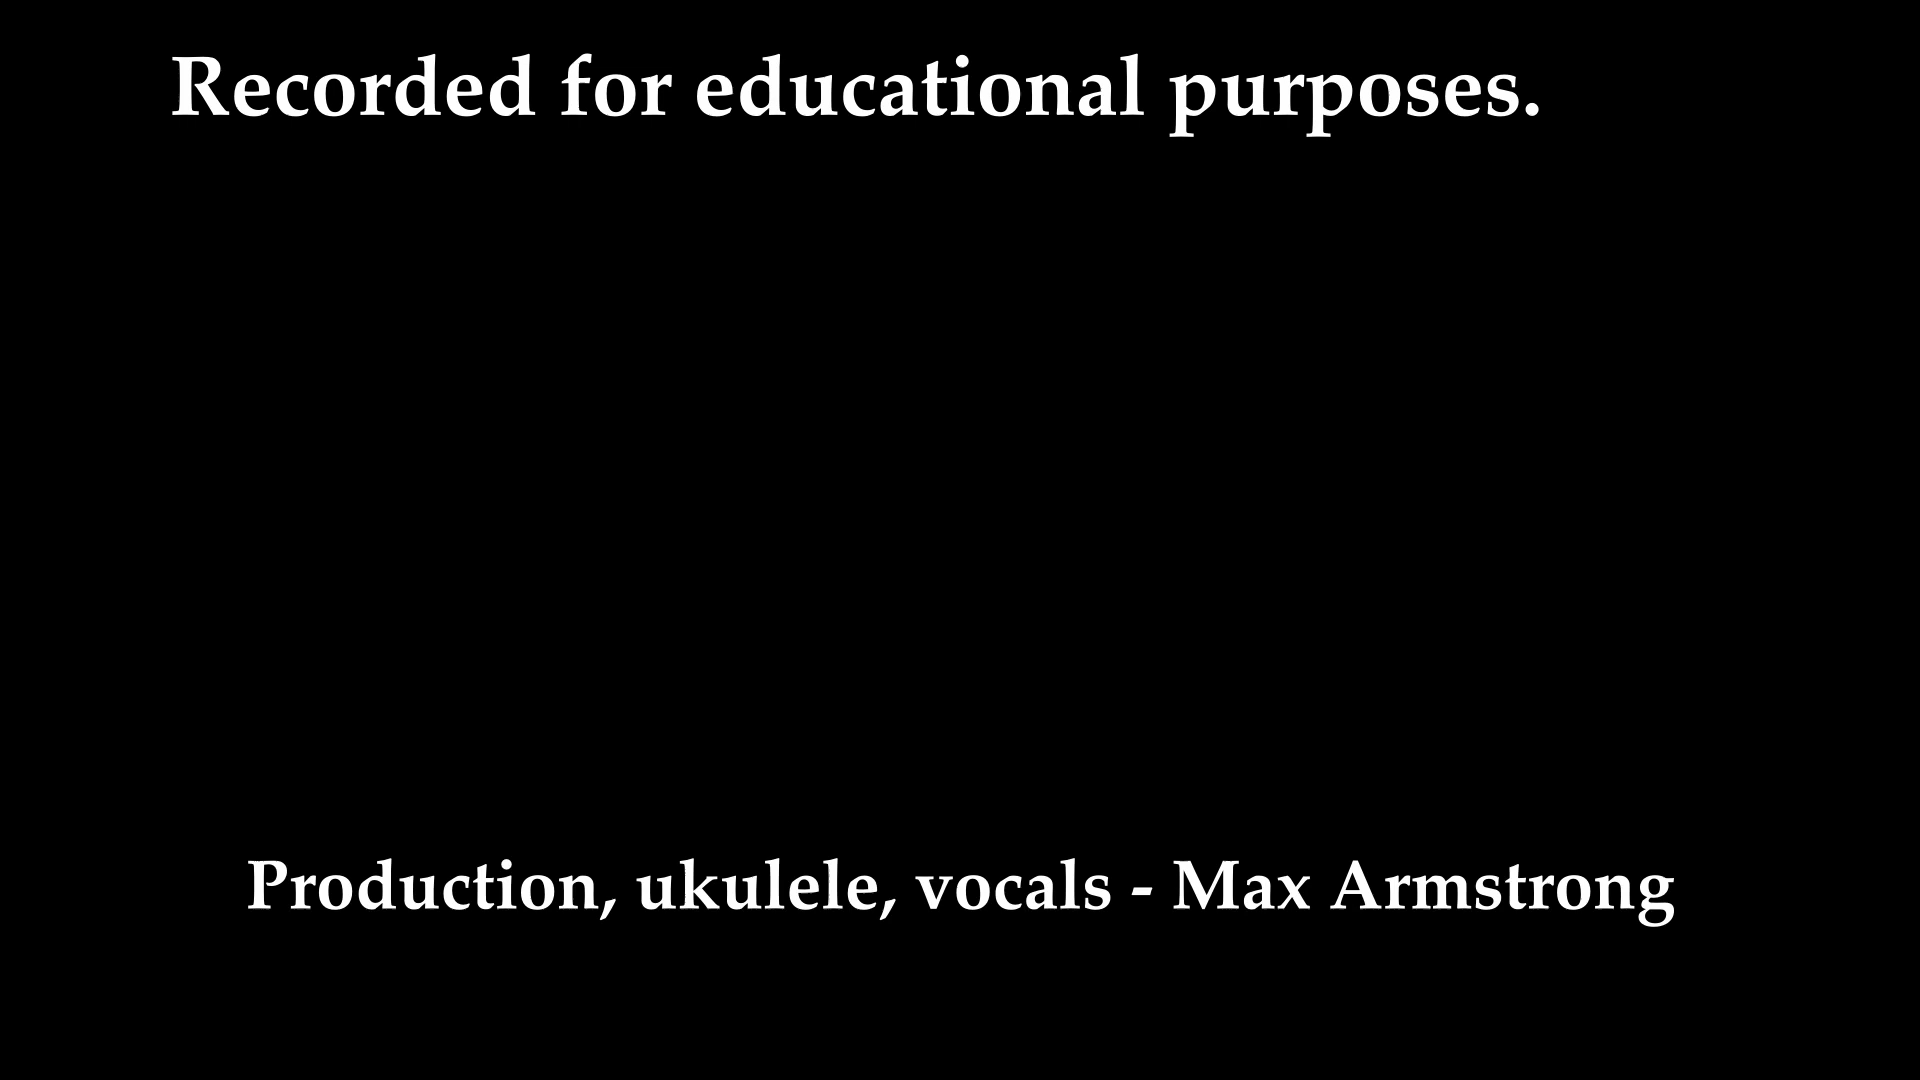 Recorded for educational purposes.
Production, ukulele, vocals - Max Armstrong